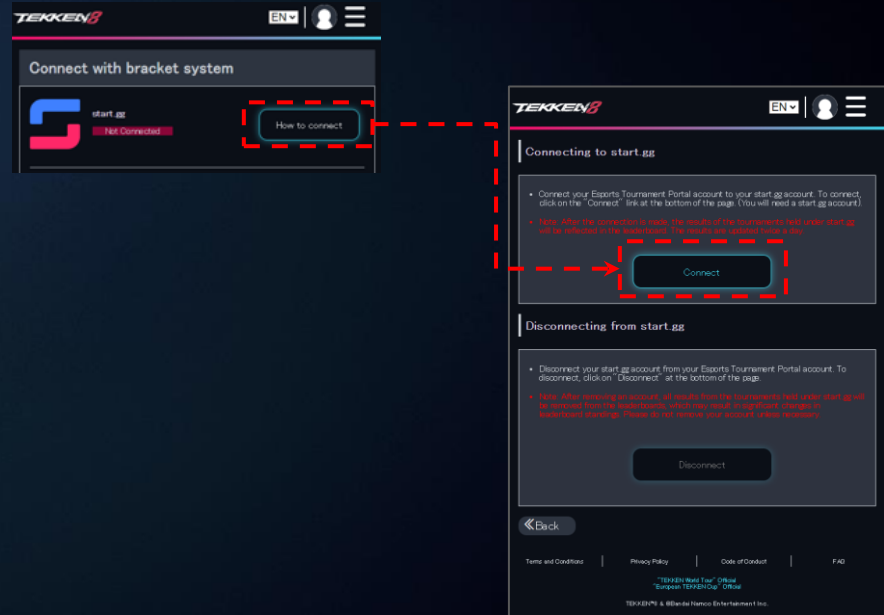 TEKKEN8
EN
Connect with bracket system
start.gg
Not Connected
How to connect
TEKKEN8
EN
Connecting to start.gg
• Connect your Esports Tournament Portal account to your start.gg account. To connect,
click on the "Connect" link at the bottom of the page. (You will need a start.gg account).
• Note: After the connection is made, the results of the tournaments held under start.gg
will be reflected in the leaderboard. The results are updated twice a day.
Connect
Disconnecting from start.gg
• Disconnect your start.gg account from your Esports Tournament Portal account. To
disconnect, click on "Disconnect" at the bottom of the page.
• Note: After removing an account, all results from the tournaments held under start.gg will
be removed from the leaderboards, which may result in significant changes in
leaderboard standings. Please do not remove your account unless necessary.
Disconnect
≪Back
Terms and Conditions
Privacy Policy
Code of Conduct
FAQ
"TEKKEN World Tour" Official
"European TEKKEN Cup" Official
TEKKEN™8 & ©Bandai Namco Entertainment Inc.